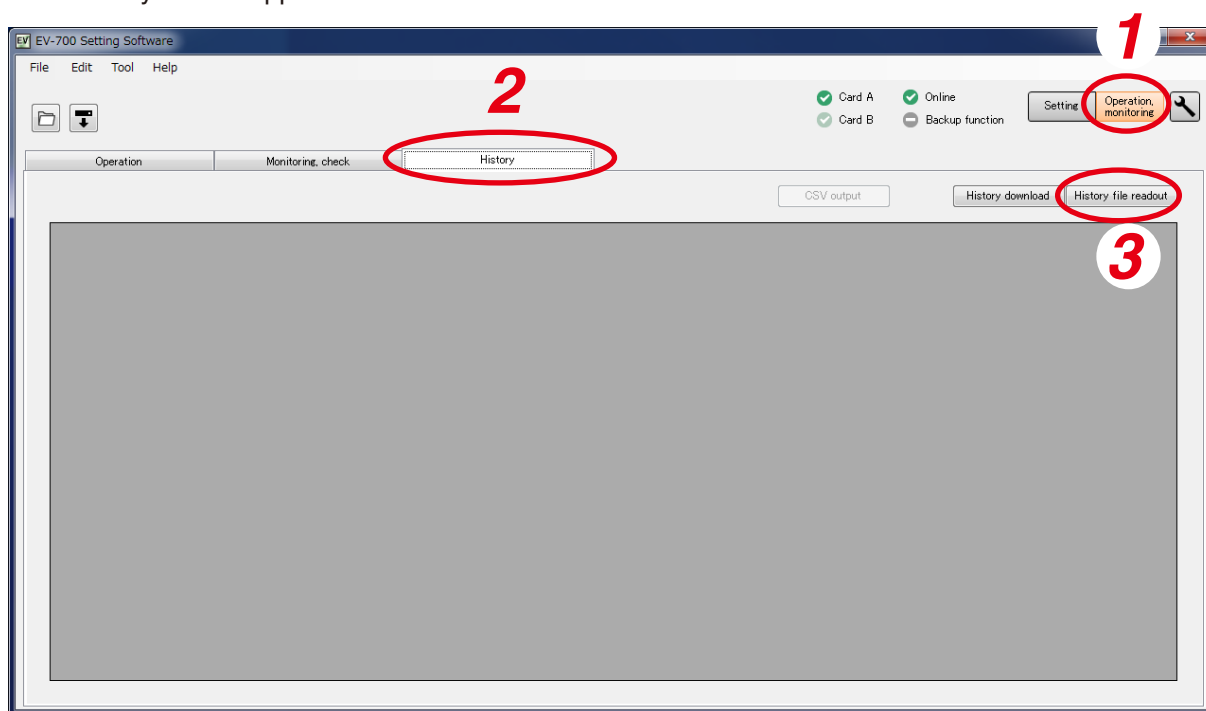 1
EV EV-700 Setting Software
File Edit Tool Help
2
Card A Online
Card B Backup function
Setting
Operation,
monitoring
Operation Monitoring, check History
CSV output History download History file readout
3